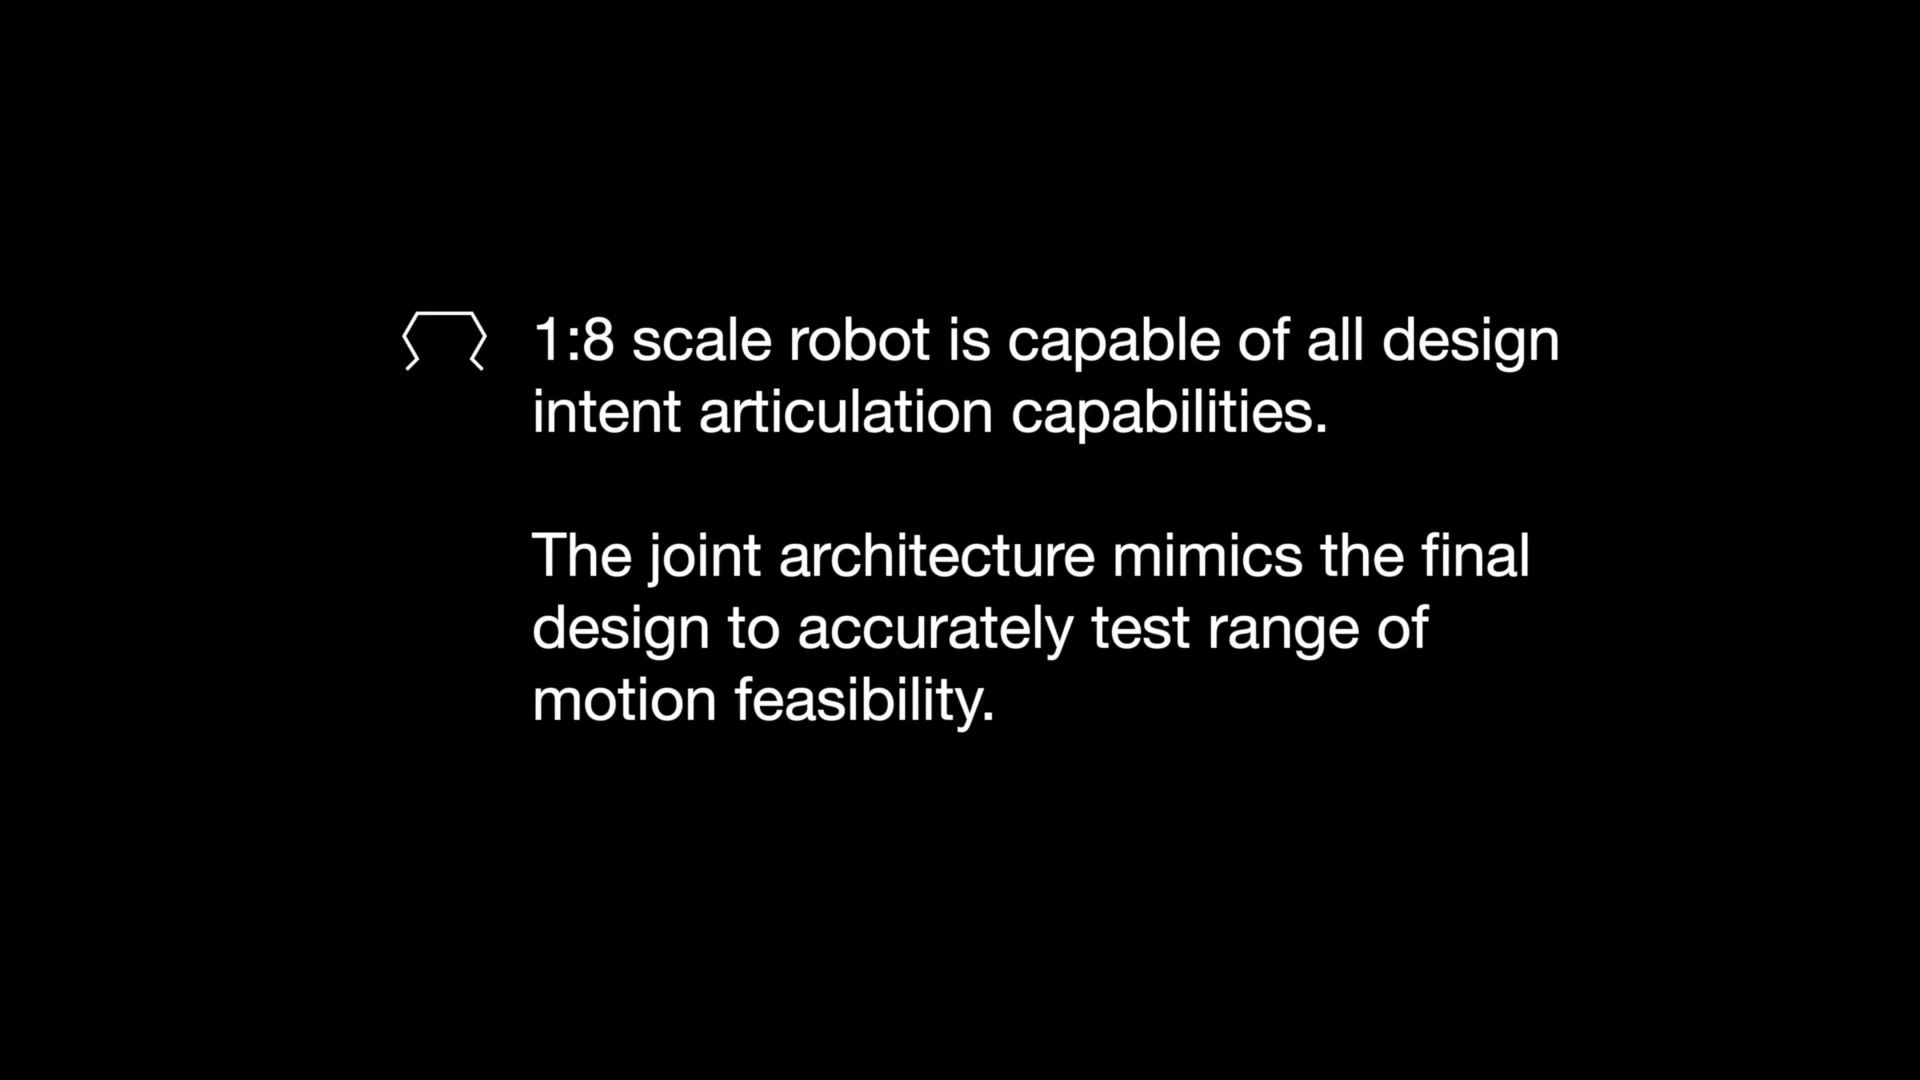 1:8 scale robot is capable of all design
intent articulation capabilities.
The joint architecture mimics the final
design to accurately test range of
motion feasibility.